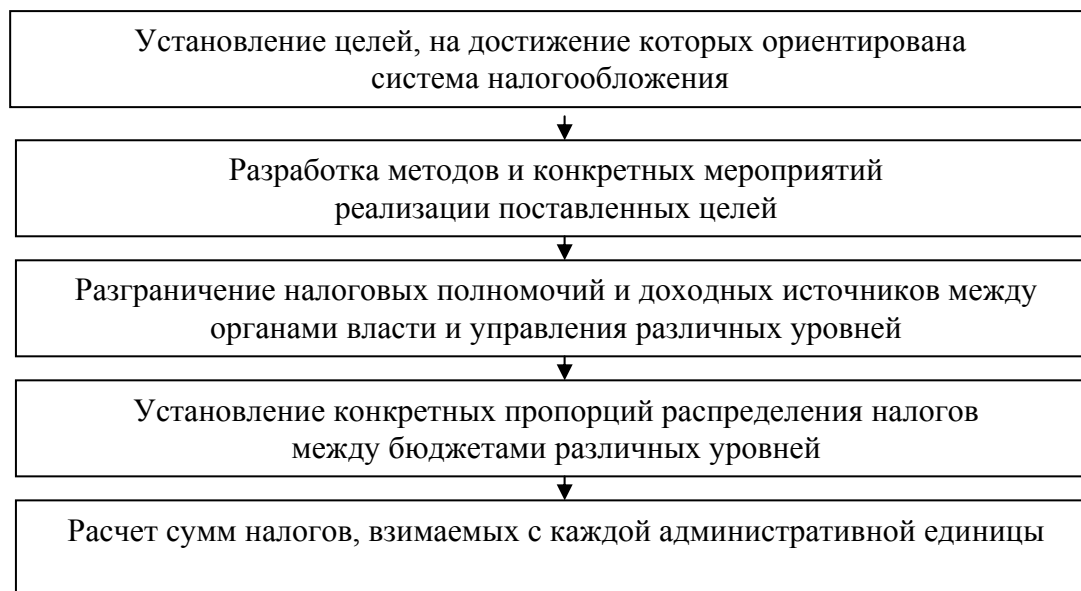 Установление целей, на достижение которых ориентирована
система налогообложения
Разработка методов и конкретных мероприятий
реализации поставленных целей
Разграничение налоговых полномочий и доходных источников между
органами власти и управления различных уровней
Установление конкретных пропорций распределения налогов
между бюджетами различных уровней
Расчет сумм налогов, взимаемых с каждой административной единицы